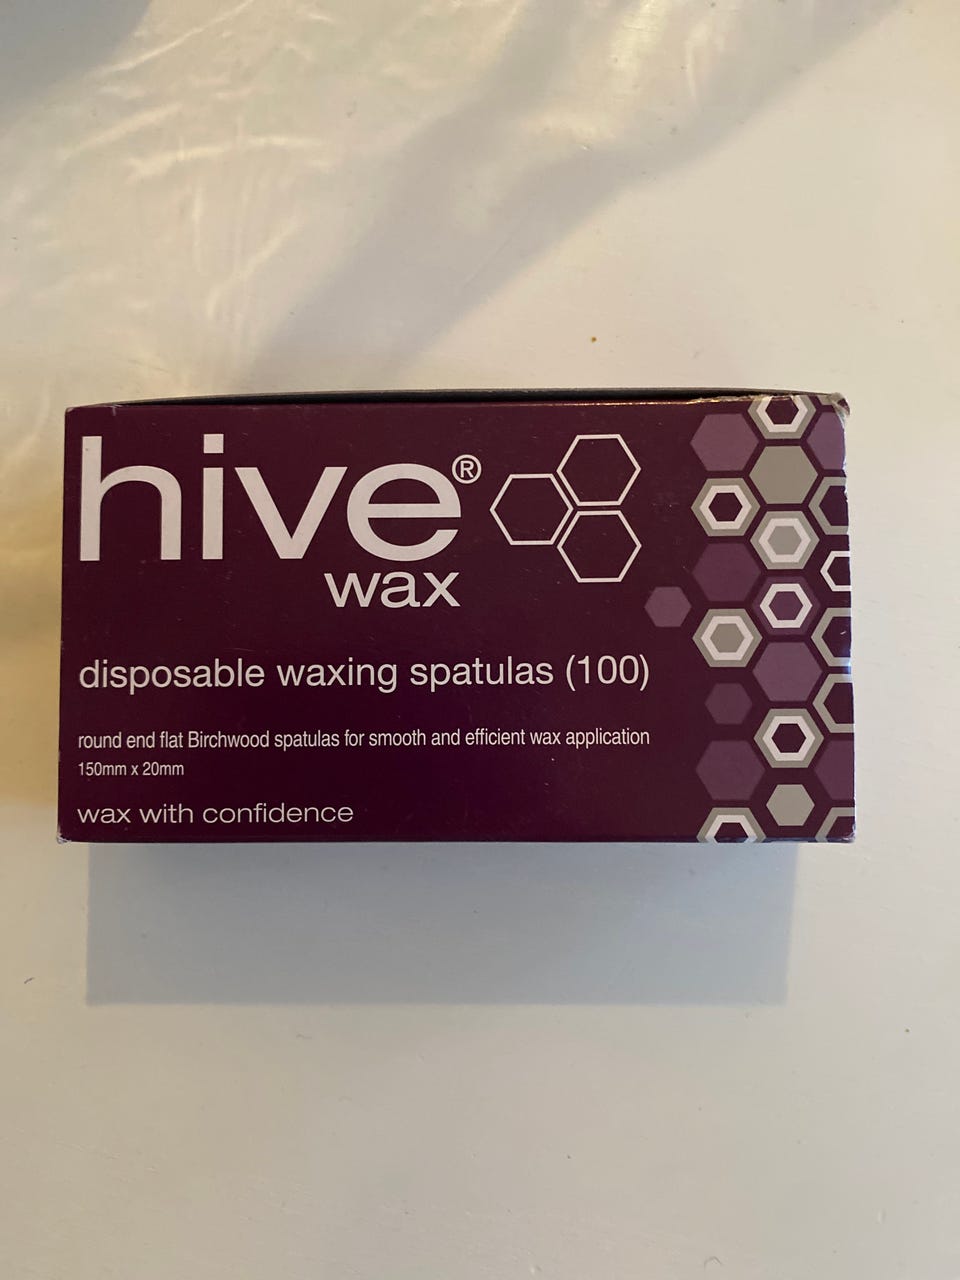 hive®
wax
disposable waxing spatulas (100)
round end flat Birchwood spatulas for smooth and efficient wax application
150mm x 20mm
wax with confidence